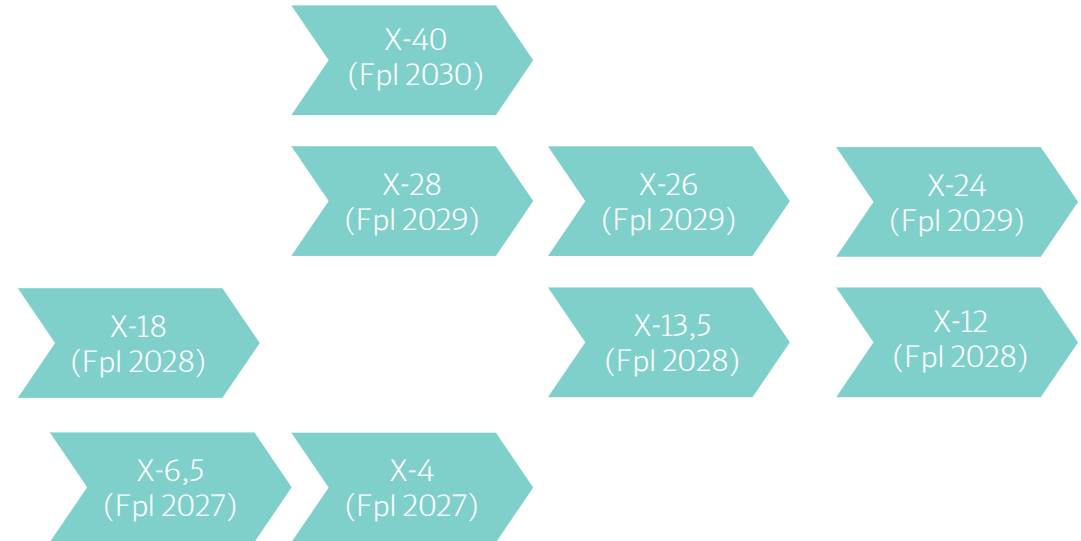 X-40
(Fpl 2030)
X-28
(Fpl 2029)
X-26
(Fpl 2029)
X-24
(Fpl 2029)
X-18
(Fpl 2028)
X-13,5
(Fpl 2028)
X-12
(Fpl 2028)
X-6,5
(Fpl 2027)
X-4
(Fpl 2027)